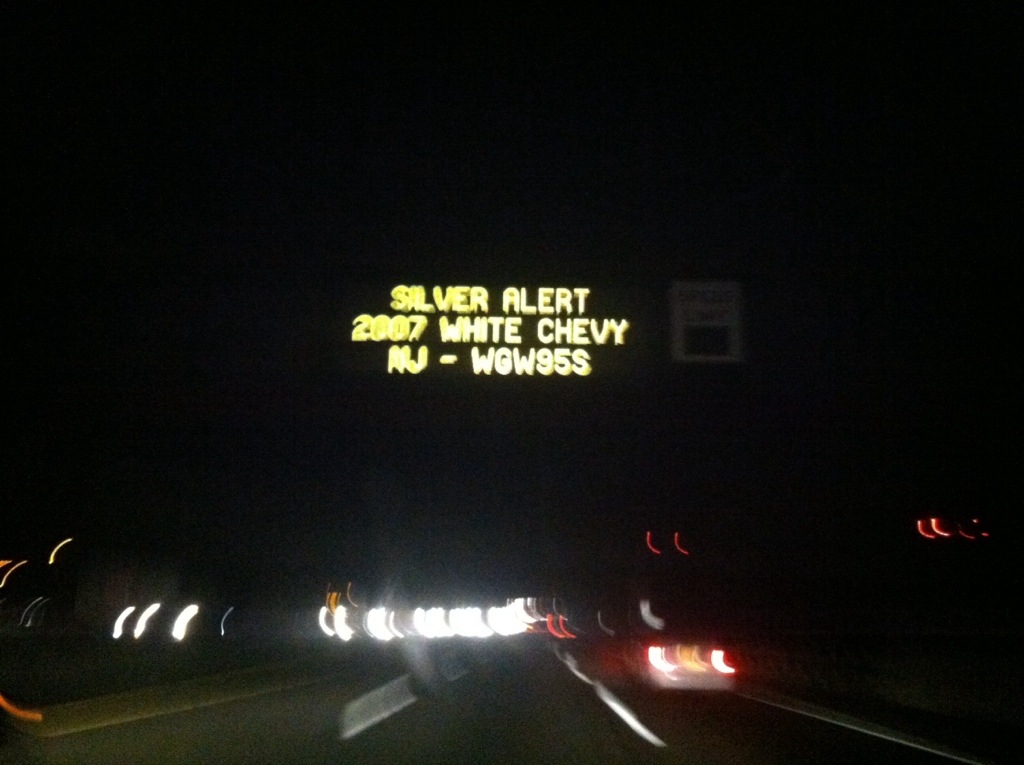 SILVER ALERT
2007 WHITE CHEVY
NJ - WGW95S